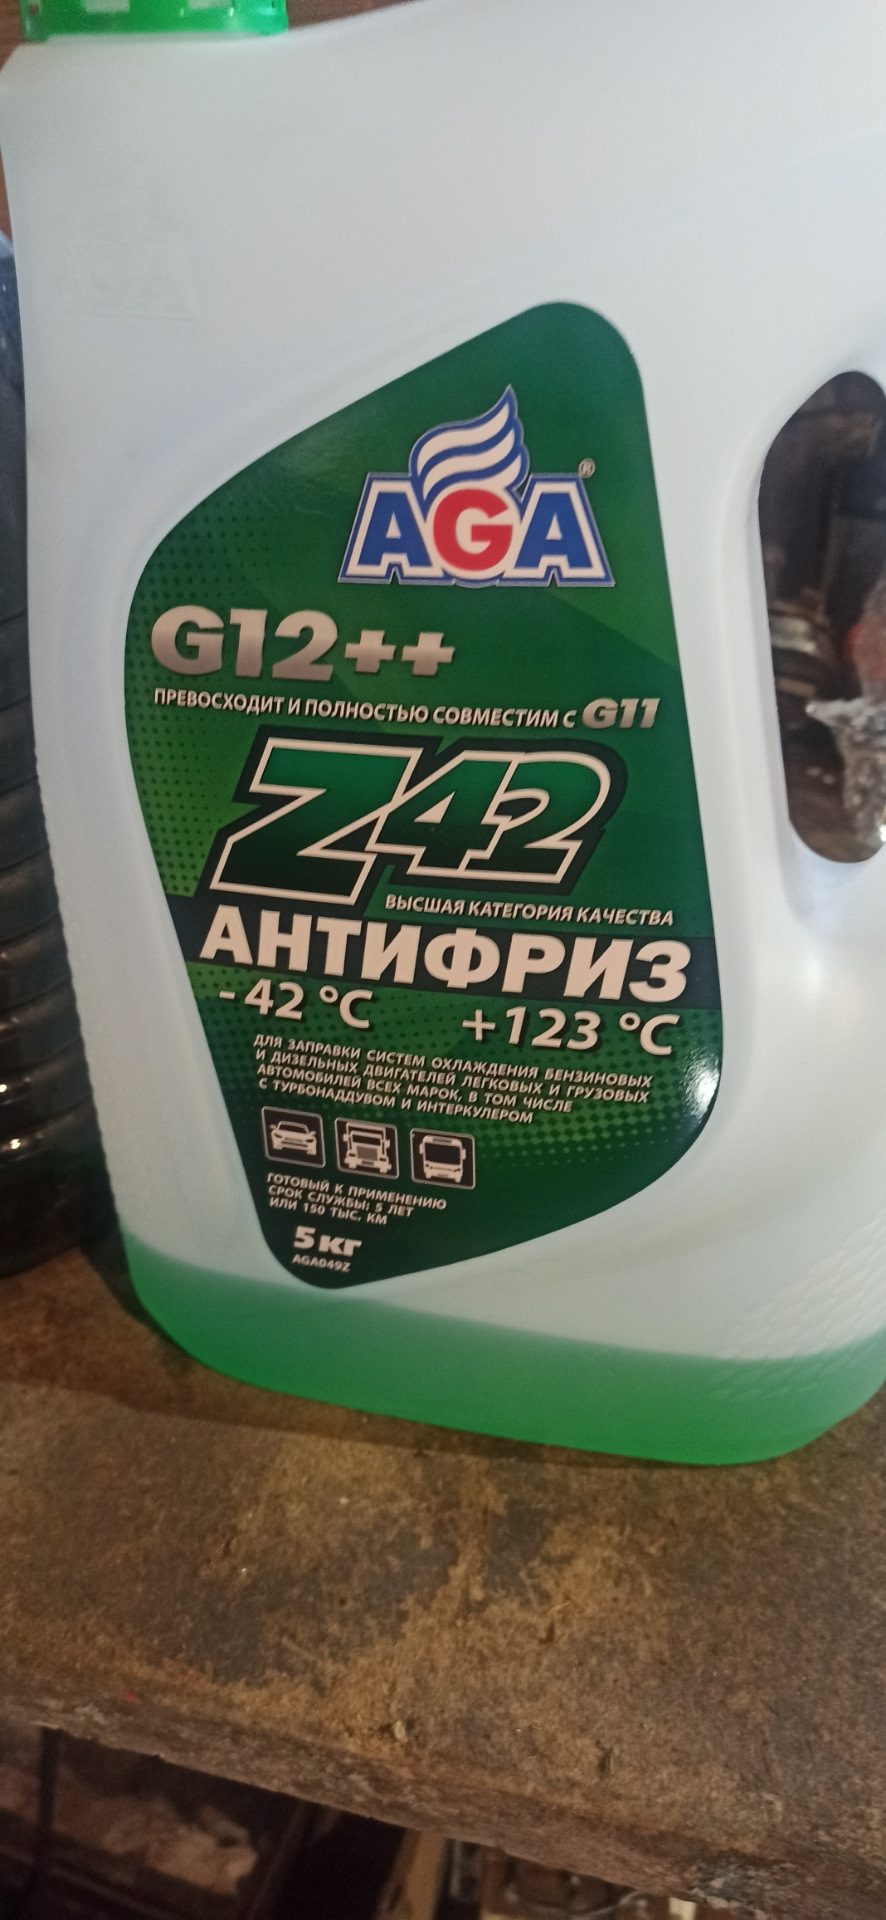 AGA®
G12++
ПРЕВОСХОДИТ И ПОЛНОСТЬЮ СОВМЕСТИМ С G11
Z42
ВЫСШАЯ КАТЕГОРИЯ КАЧЕСТВА
АНТИФРИЗ
-42 °C +123 °C
ДЛЯ ЗАПРАВКИ СИСТЕМ ОХЛАЖДЕНИЯ БЕНЗИНОВЫХ
И ДИЗЕЛЬНЫХ ДВИГАТЕЛЕЙ ЛЕГКОВЫХ И ГРУЗОВЫХ
АВТОМОБИЛЕЙ ВСЕХ МАРОК, В ТОМ ЧИСЛЕ
С ТУРБОНАДДУВОМ И ИНТЕРКУЛЕРОМ
ГОТОВЫЙ К ПРИМЕНЕНИЮ
СРОК СЛУЖБЫ: 5 ЛЕТ
ИЛИ 150 ТЫС. КМ
5 КГ
AGA049Z